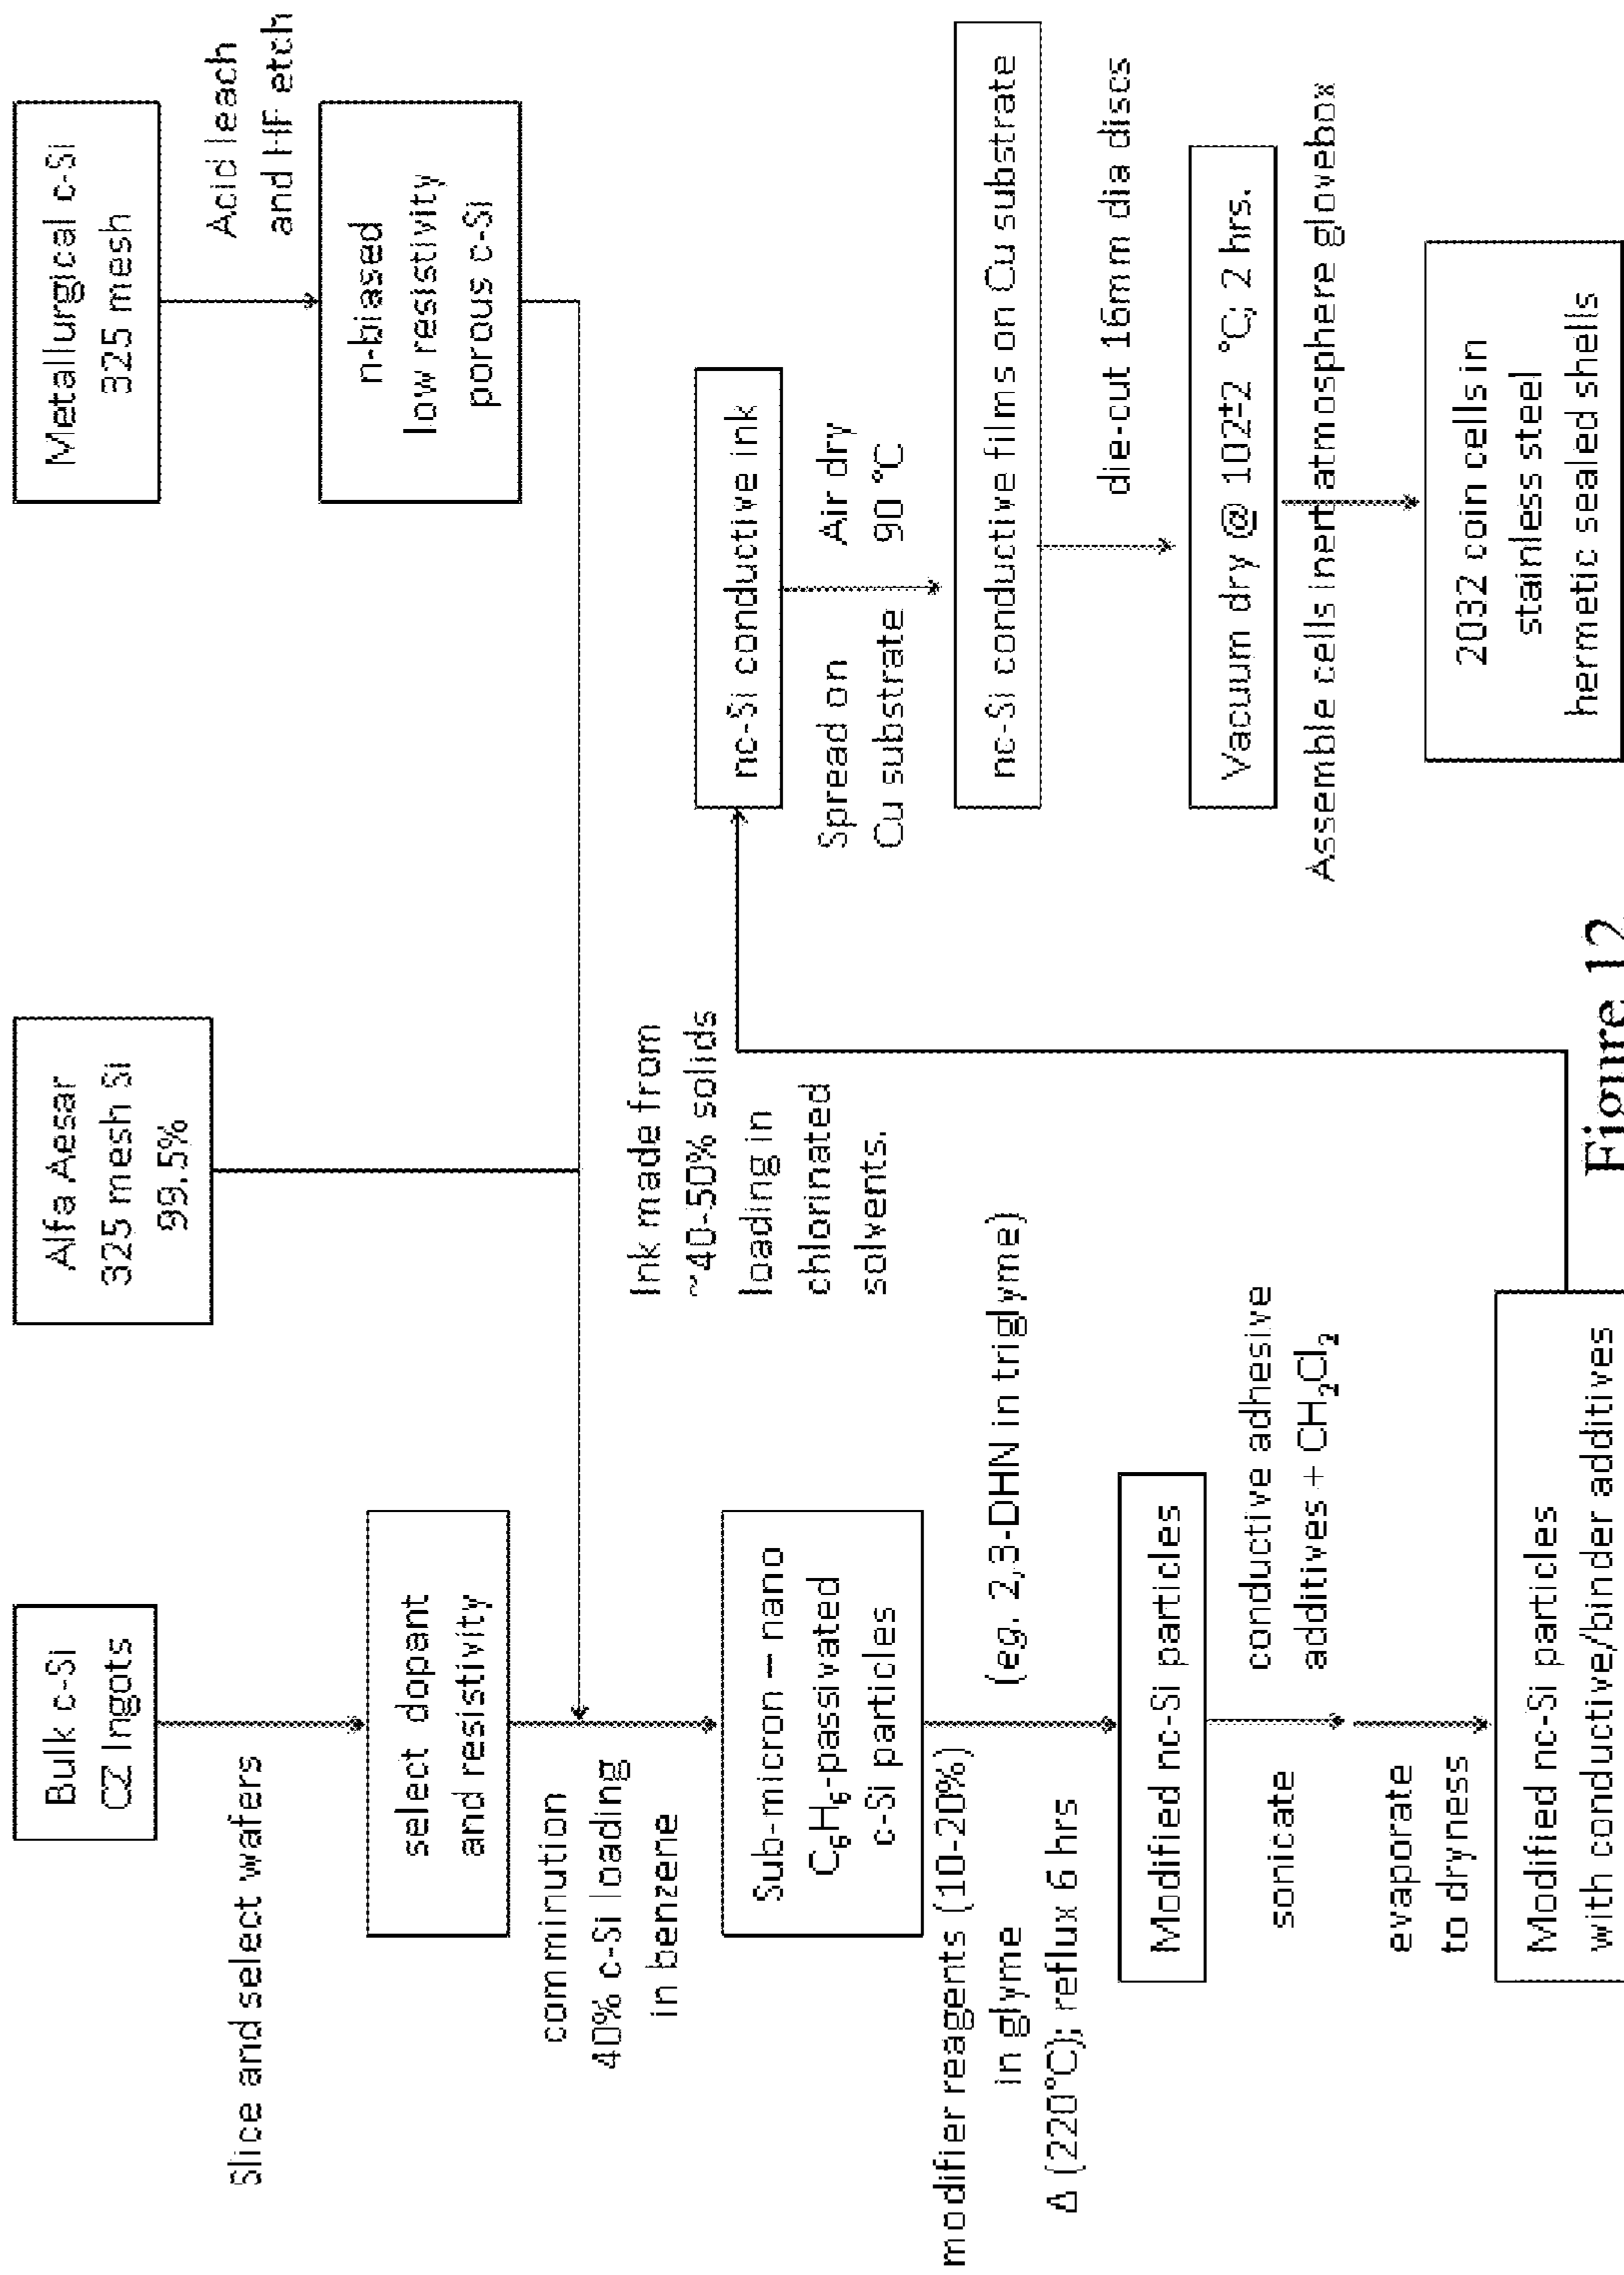 Bulk c-Si
CZ Ingots
Slice and select wafers
select dopant
and resistivity
comminution
40% c-Si loading
in benzene
Sub-micron – nano
C₆H₆-passivated
c-Si particles
modifier reagents (10-20%)
in glyme
Δ (220°C); reflux 6 hrs
(eg. 2,3-DHN in triglyme)
Modified nc-Si particles
sonicate
conductive adhesive
additives + CH₂Cl₂
evaporate
to dryness
Modified nc-Si particles
with conductive/binder additives
Alfa Aesar
325 mesh Si
99.5%
Metallurgical c-Si
325 mesh
Acid leach
and HF etch
n-biased
low resistivity
porous c-Si
Ink made from
~40-50% solids
loading in
chlorinated
solvents.
nc-Si conductive ink
Spread on
Cu substrate
Air dry
90 °C
nc-Si conductive films on Cu substrate
die-cut 16mm dia discs
Vacuum dry @ 102±2 °C; 2 hrs.
Assemble cells inert atmosphere glovebox
2032 coin cells in
stainless steel
hermetic sealed shells
Figure 12